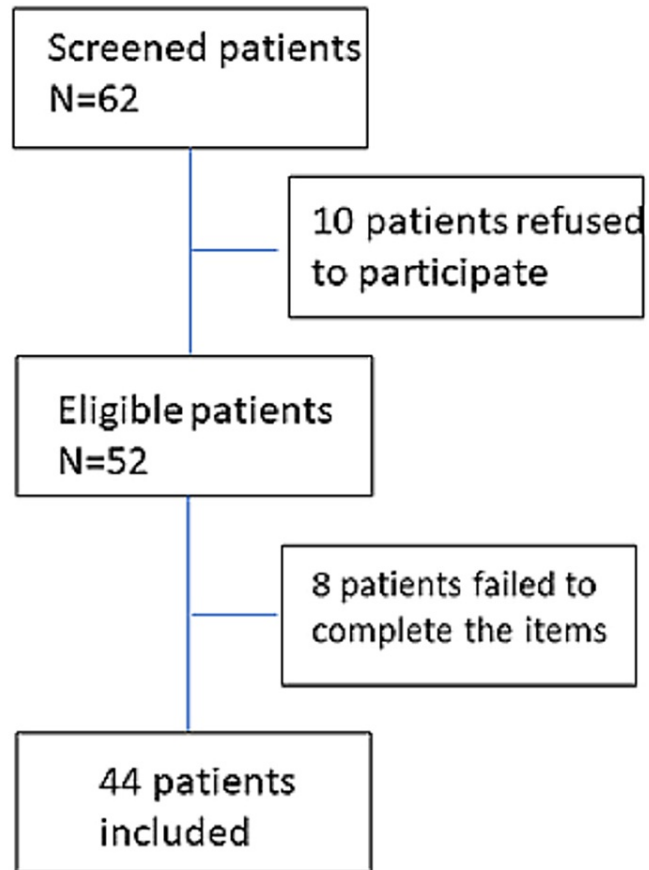 Screened patients
N=62
10 patients refused
to participate
Eligible patients
N=52
8 patients failed to
complete the items
44 patients
included